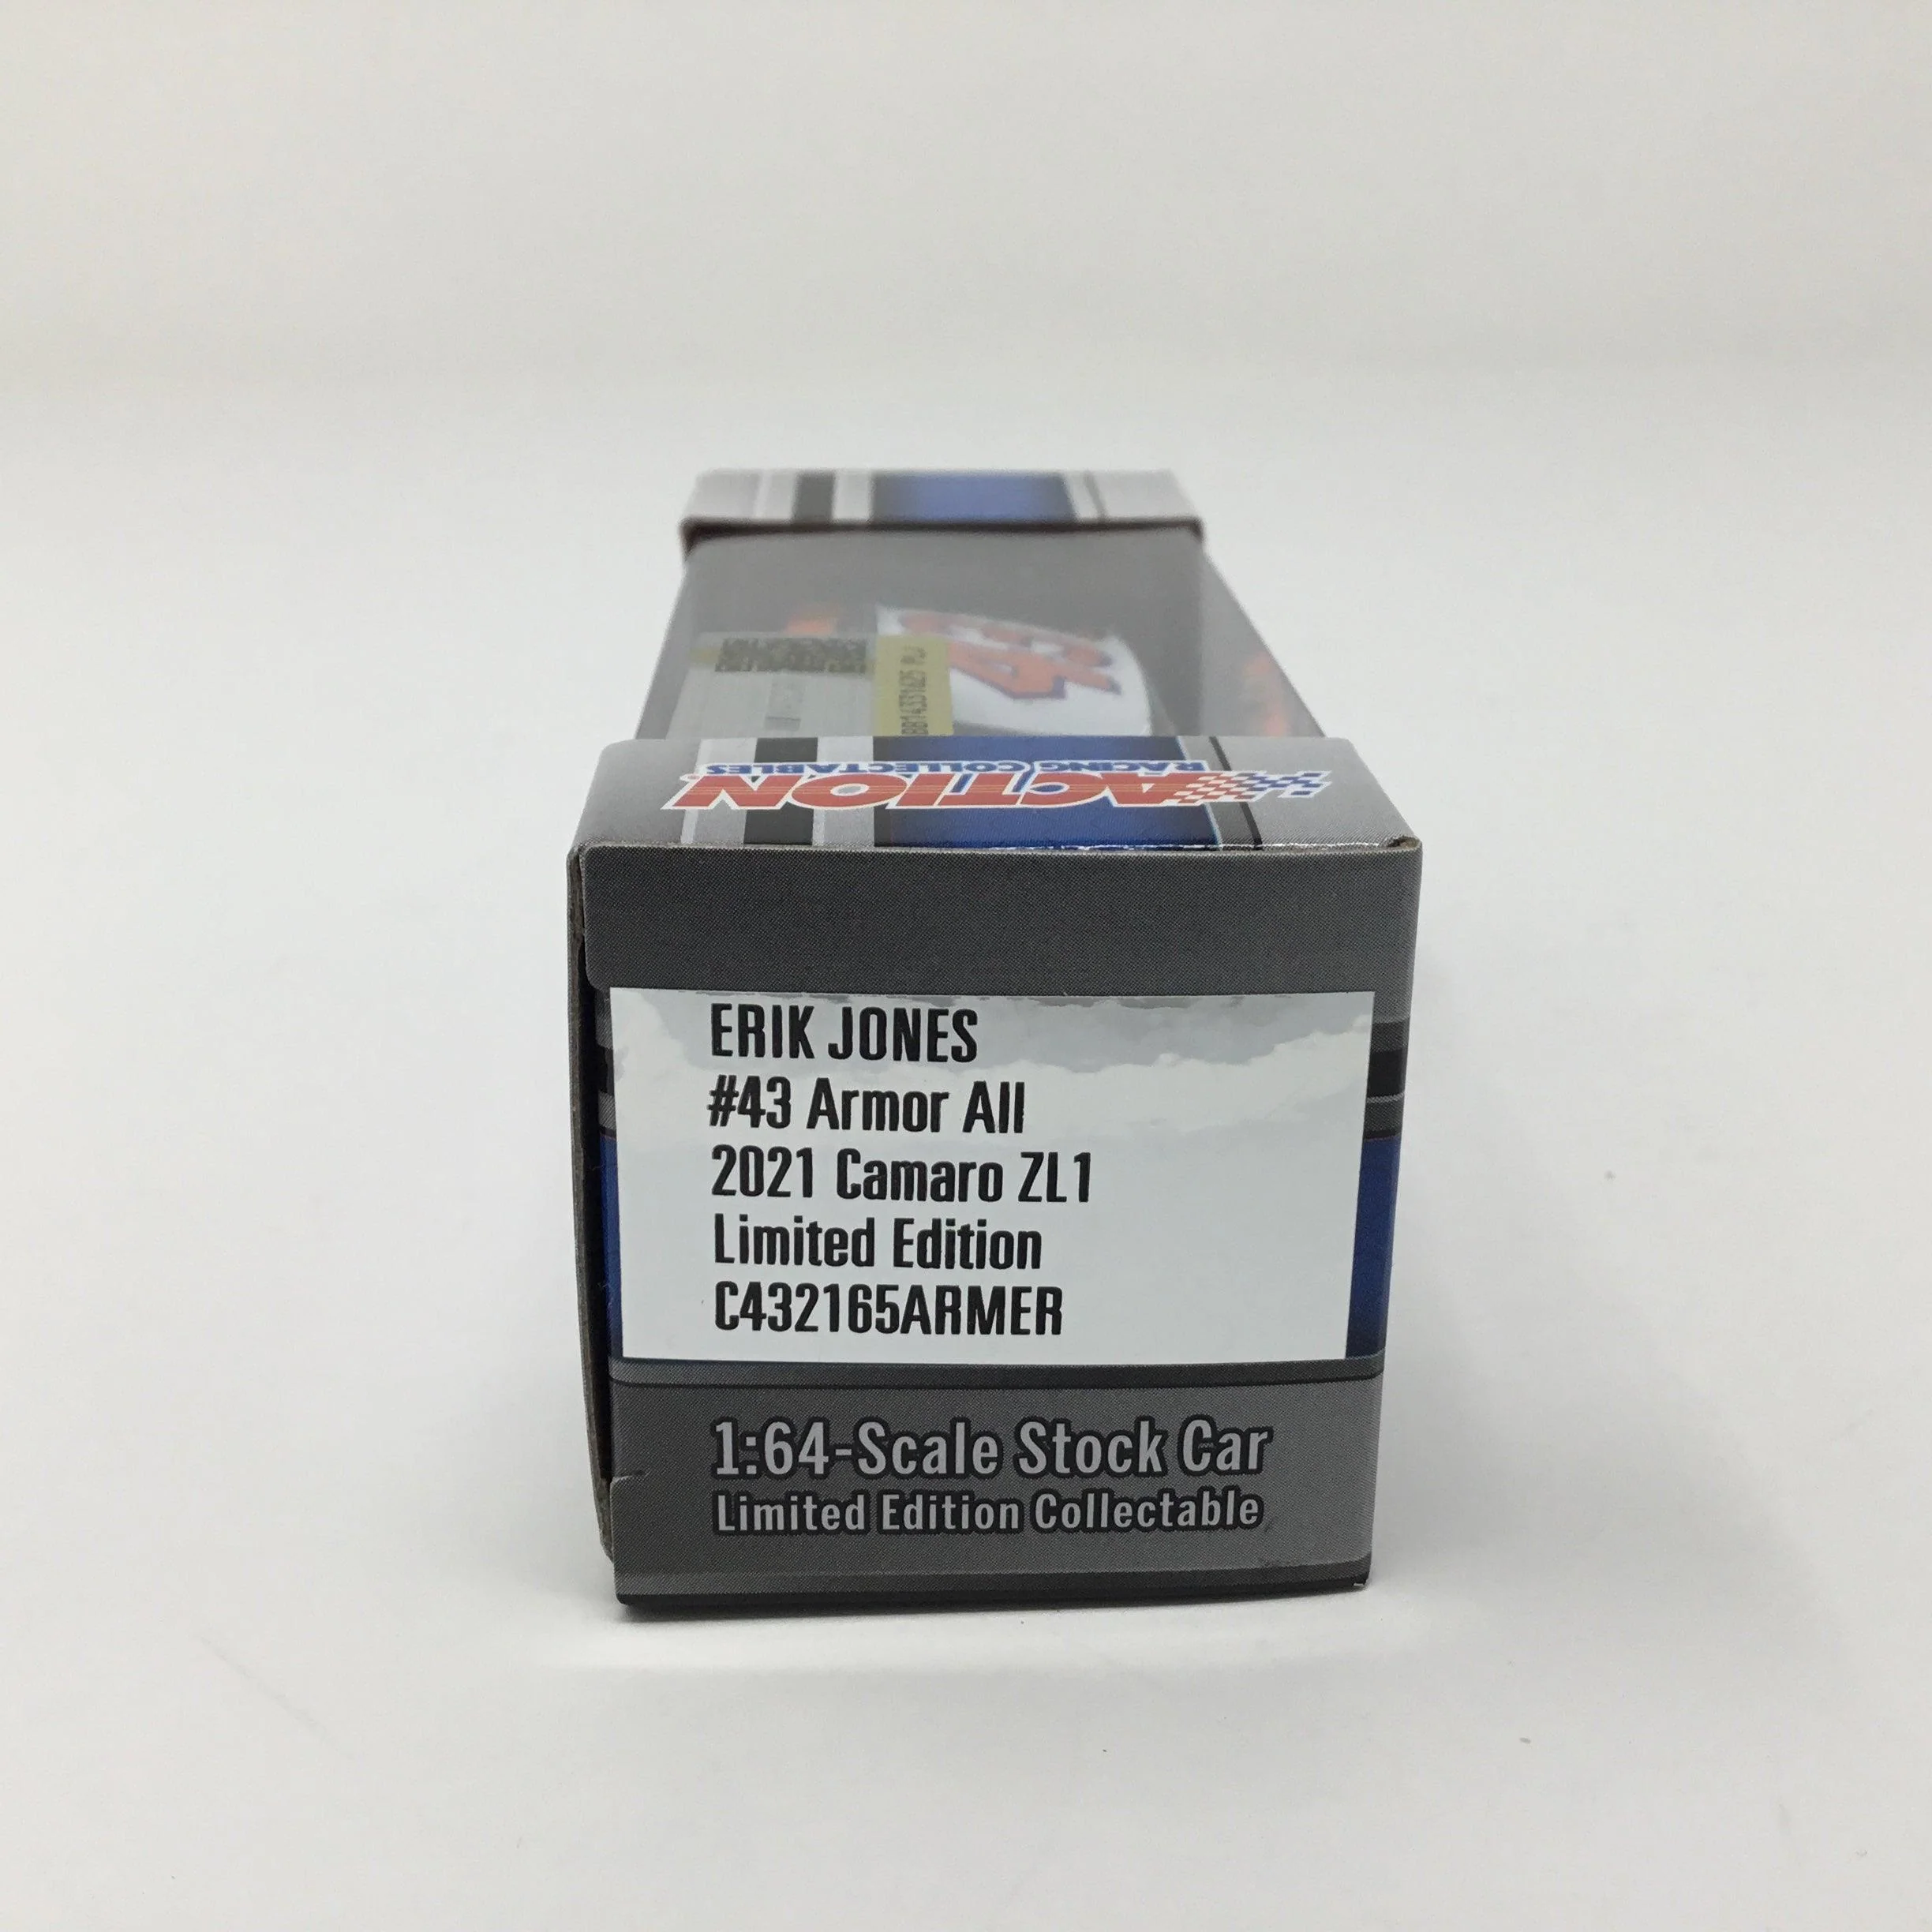 43
ACTION
RACING COLLECTABLES
ERIK JONES
#43 Armor All
2021 Camaro ZL1
Limited Edition
C432165ARMER
1:64-Scale Stock Car
Limited Edition Collectable